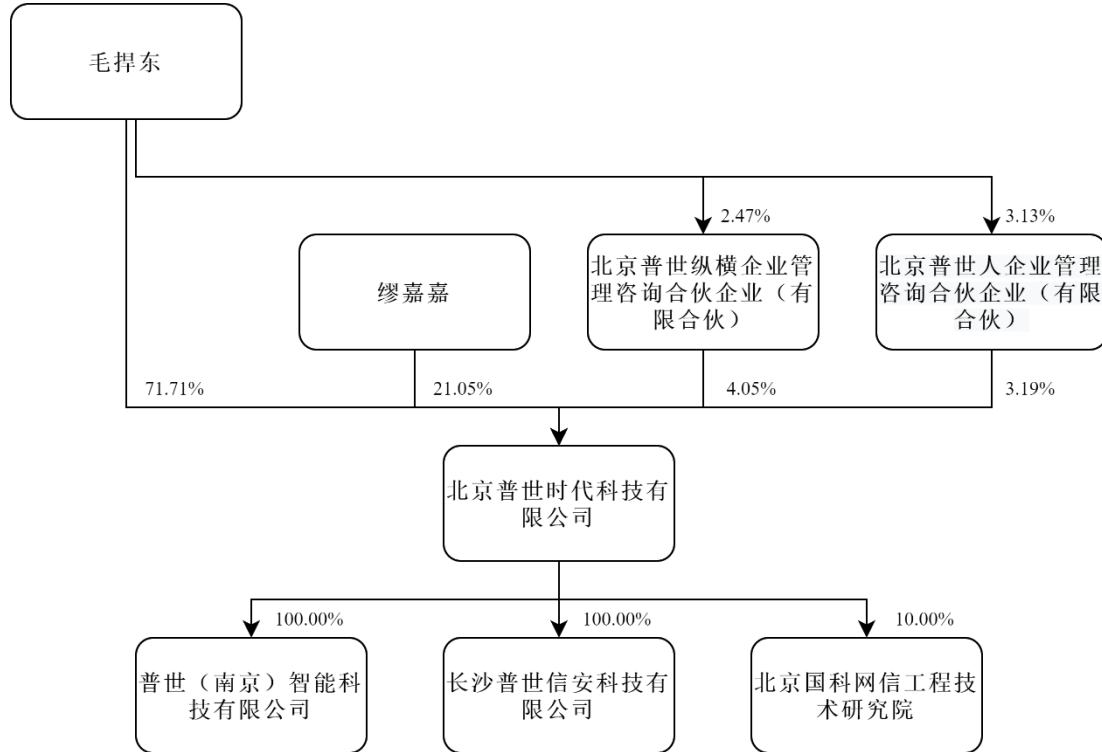 毛捍东
2.47%
3.13%
缪嘉嘉
北京普世纵横企业管
理咨询合伙企业（有
限合伙）
北京普世人企业管理
咨询合伙企业（有限
合伙）
71.71%
21.05%
4.05%
3.19%
北京普世时代科技有
限公司
100.00%
100.00%
10.00%
普世（南京）智能科
技有限公司
长沙普世信安科技有
限公司
北京国科网信工程技
术研究院